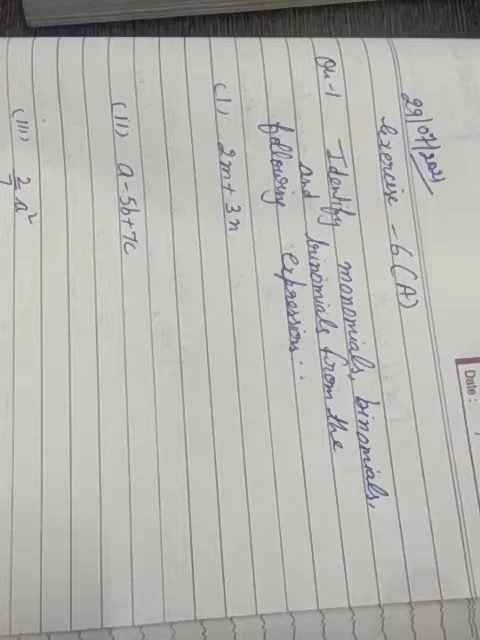 Date :
29/07/2021
Exercise - 6(A)
Qu-1 Identify monomials, binomials,
and binomials from the
following expressions..
(I) 2m + 3n
(II) a - 5b + 7c
(III) 2/7 a²